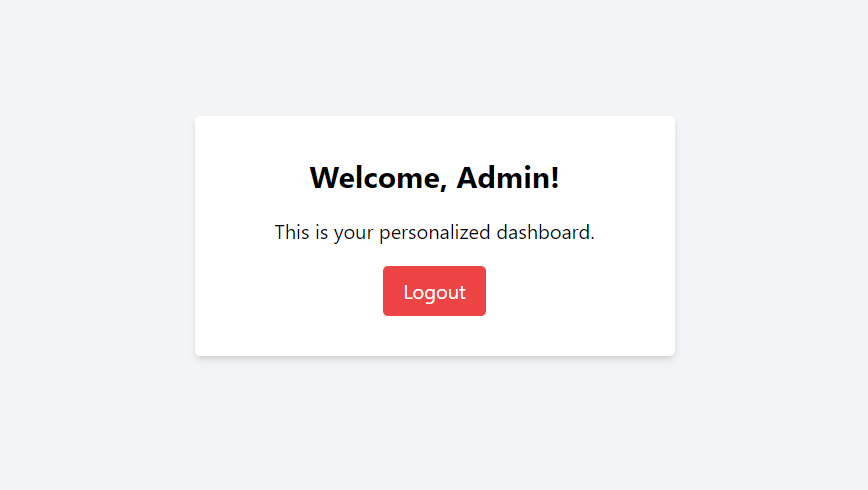 Welcome, Admin!
This is your personalized dashboard.
Logout